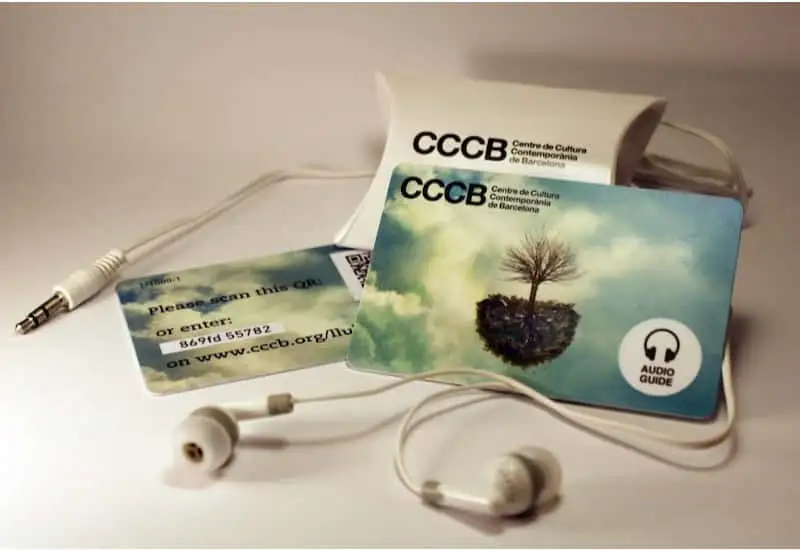 CCCB Centre de Cultura
Contemporània
de Barcelona
CCCB Centre de Cultura
Contemporània
de Barcelona
AUDIO
GUIDE
Please scan this QR:
or enter:
869fd 55782
on www.cccb.org/llu